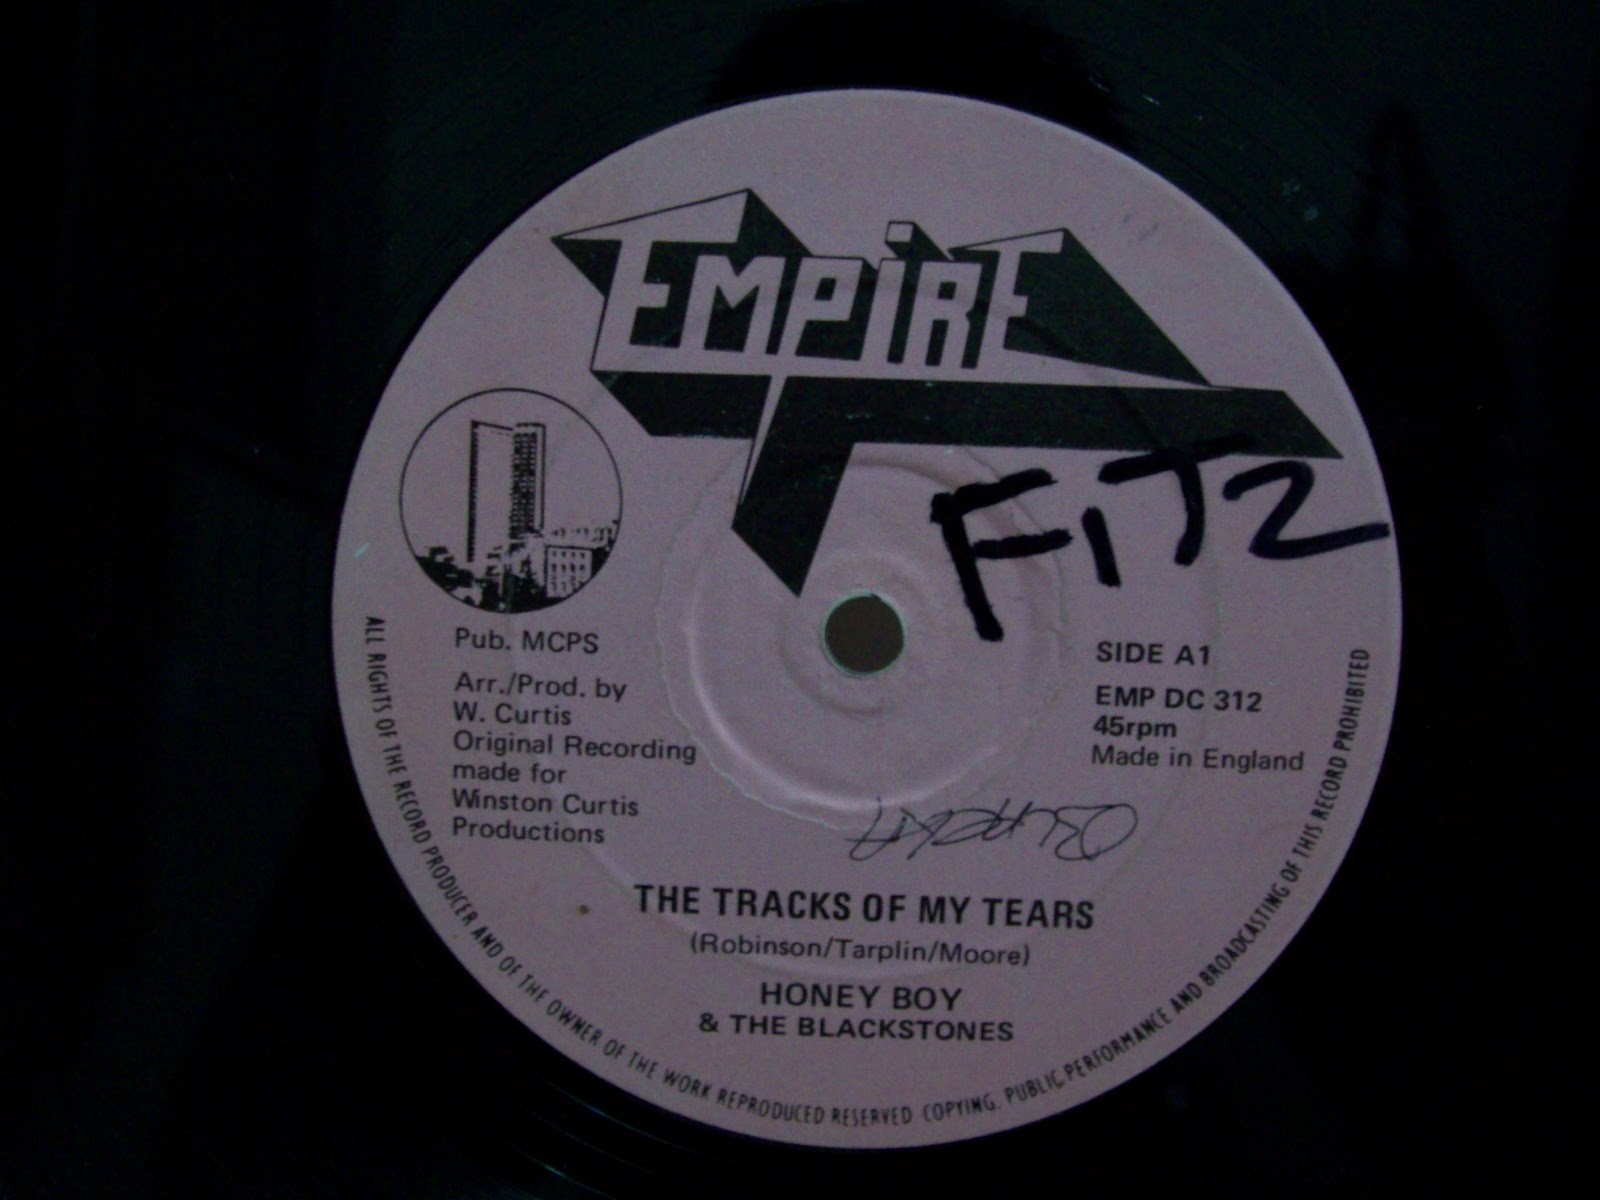 EMPiRE
FiTZ
Pub. MCPS
Arr./Prod. by
W. Curtis
Original Recording
made for
Winston Curtis
Productions
SIDE A1
EMP DC 312
45rpm
Made in England
THE TRACKS OF MY TEARS
(Robinson/Tarplin/Moore)
HONEY BOY
& THE BLACKSTONES
ALL RIGHTS OF THE RECORD PRODUCER AND OF THE OWNER OF THE WORK REPRODUCED RESERVED COPYING. PUBLIC PERFORMANCE AND BROADCASTING OF THIS RECORD PROHIBITED